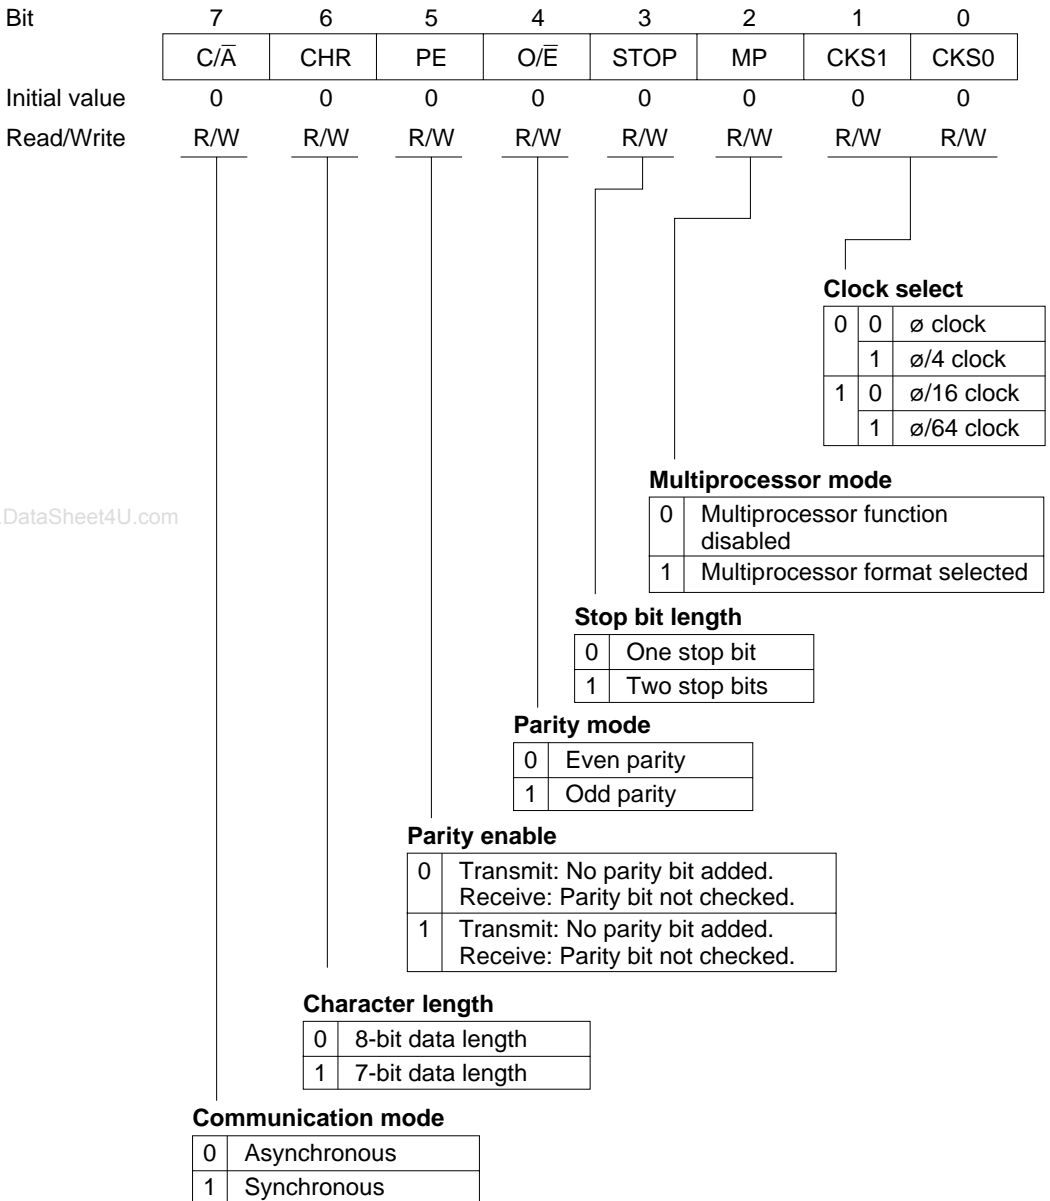 Bit 7 6 5 4 3 2 1 0
C/A̅ CHR PE O/E̅ STOP MP CKS1 CKS0
Initial value 0 0 0 0 0 0 0 0
Read/Write R/W R/W R/W R/W R/W R/W R/W R/W
Clock select
0 0 ø clock
1 ø/4 clock
1 0 ø/16 clock
1 ø/64 clock
Multiprocessor mode
0 Multiprocessor function
disabled
1 Multiprocessor format selected
.DataSheet4U.com
Stop bit length
0 One stop bit
1 Two stop bits
Parity mode
0 Even parity
1 Odd parity
Parity enable
0 Transmit: No parity bit added.
Receive: Parity bit not checked.
1 Transmit: No parity bit added.
Receive: Parity bit not checked.
Character length
0 8-bit data length
1 7-bit data length
Communication mode
0 Asynchronous
1 Synchronous